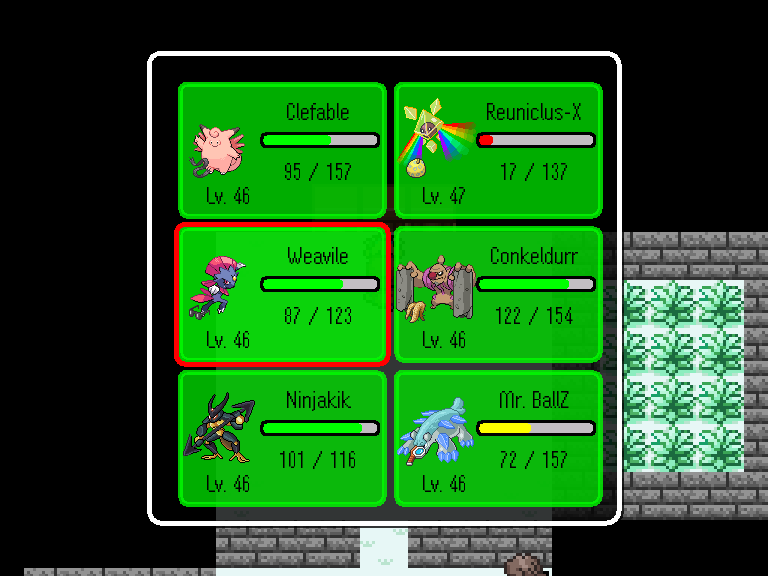 Clefable
95 / 157
Lv. 46
Reuniclus-X
17 / 137
Lv. 47
Weavile
87 / 123
Lv. 46
Conkeldurr
122 / 154
Lv. 46
Ninjakik
101 / 116
Lv. 46
Mr. BallZ
72 / 157
Lv. 46